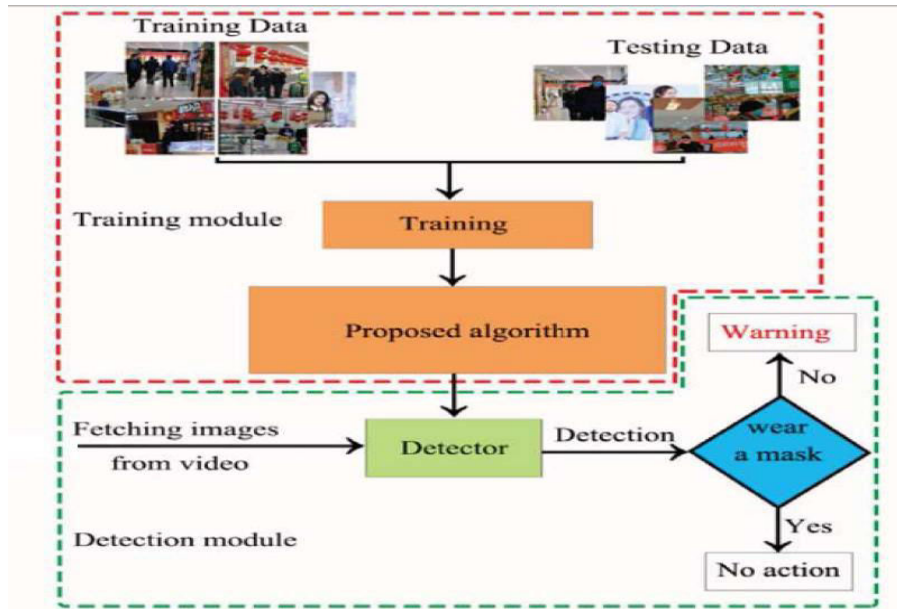 Training Data
Testing Data
Training module
Training
Proposed algorithm
Warning
No
Fetching images
from video
Detector
Detection
wear
a mask
Yes
Detection module
No action